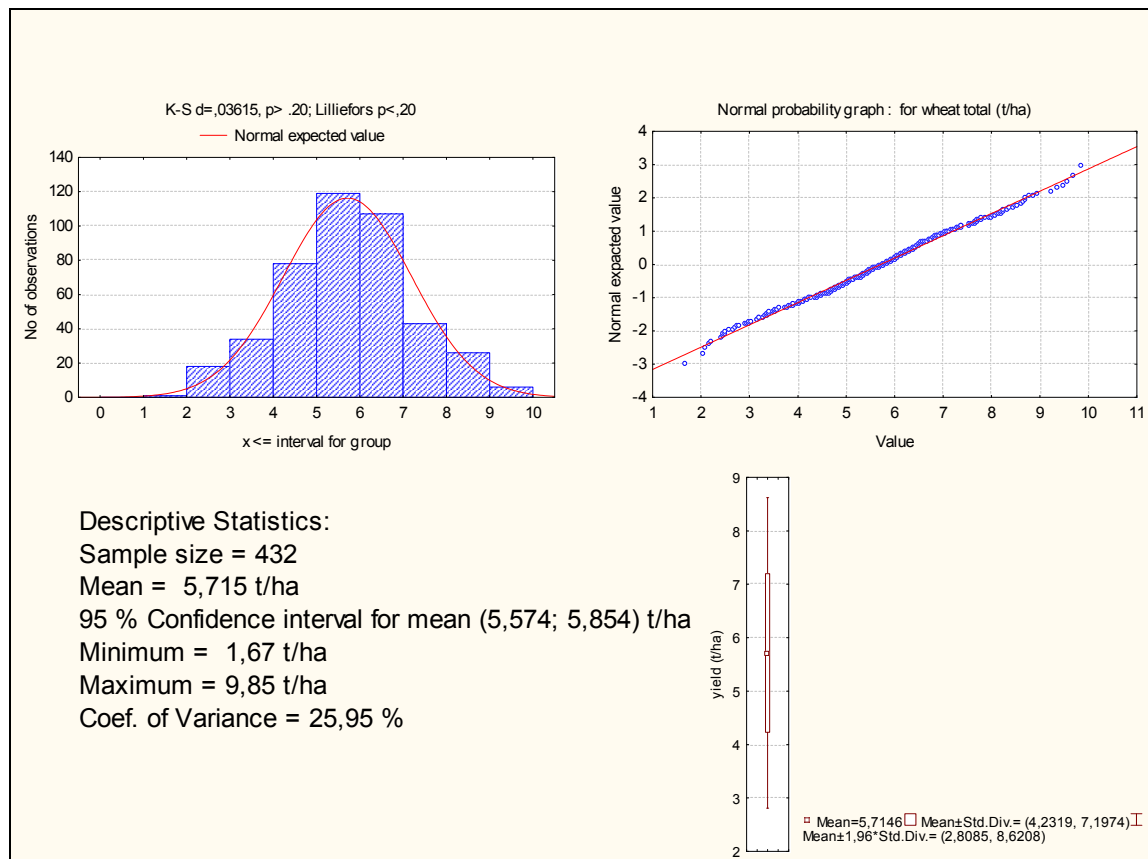 K-S d=,03615, p> .20; Lilliefors p<,20
Normal expected value
140
120
100
80
60
40
20
0
No of observations
0 1 2 3 4 5 6 7 8 9 10
x <= interval for group
Normal probability graph : for wheat total (t/ha)
4
3
2
1
0
-1
-2
-3
-4
Normal expected value
1 2 3 4 5 6 7 8 9 10 11
Value
Descriptive Statistics:
Sample size = 432
Mean = 5,715 t/ha
95 % Confidence interval for mean (5,574; 5,854) t/ha
Minimum = 1,67 t/ha
Maximum = 9,85 t/ha
Coef. of Variance = 25,95 %
9
8
7
6
5
4
3
2
yield (t/ha)
Mean=5,7146 Mean±Std.Div.= (4,2319, 7,1974)
Mean±1,96*Std.Div.= (2,8085, 8,6208)